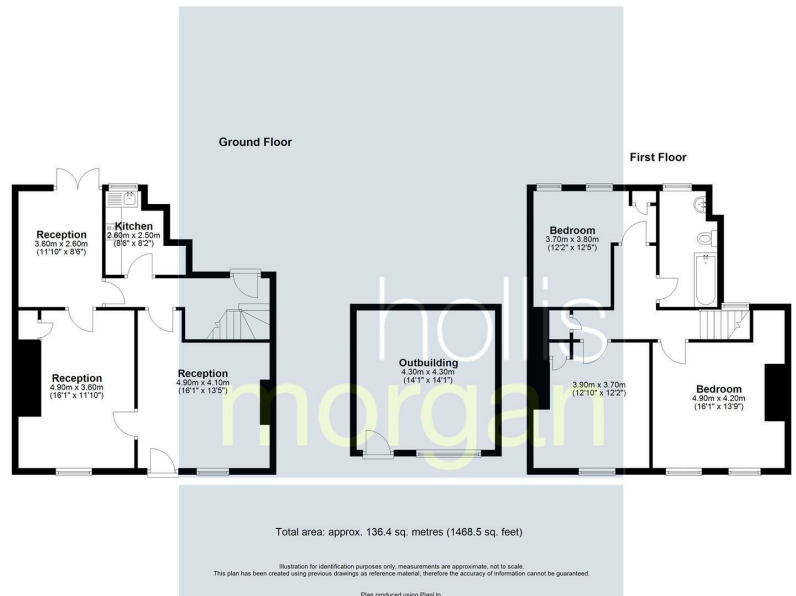 Ground Floor
First Floor
Reception
3.60m x 2.60m
(11'10" x 8'6")
Kitchen
2.60m x 2.50m
(8'6" x 8'2")
Reception
4.90m x 3.60m
(16'1" x 11'10")
Reception
4.90m x 4.10m
(16'1" x 13'5")
Outbuilding
4.30m x 4.30m
(14'1" x 14'1")
Bedroom
3.70m x 3.80m
(12'2" x 12'5")
3.90m x 3.70m
(12'10" x 12'2")
Bedroom
4.90m x 4.20m
(16'1" x 13'9")
hollis
morgan
Total area: approx. 136.4 sq. metres (1468.5 sq. feet)
Illustration for identification purposes only, measurements are approximate, not to scale.
This plan has been created using previous drawings as reference material, therefore the accuracy of information cannot be guaranteed.
Plan produced using PlanUp.